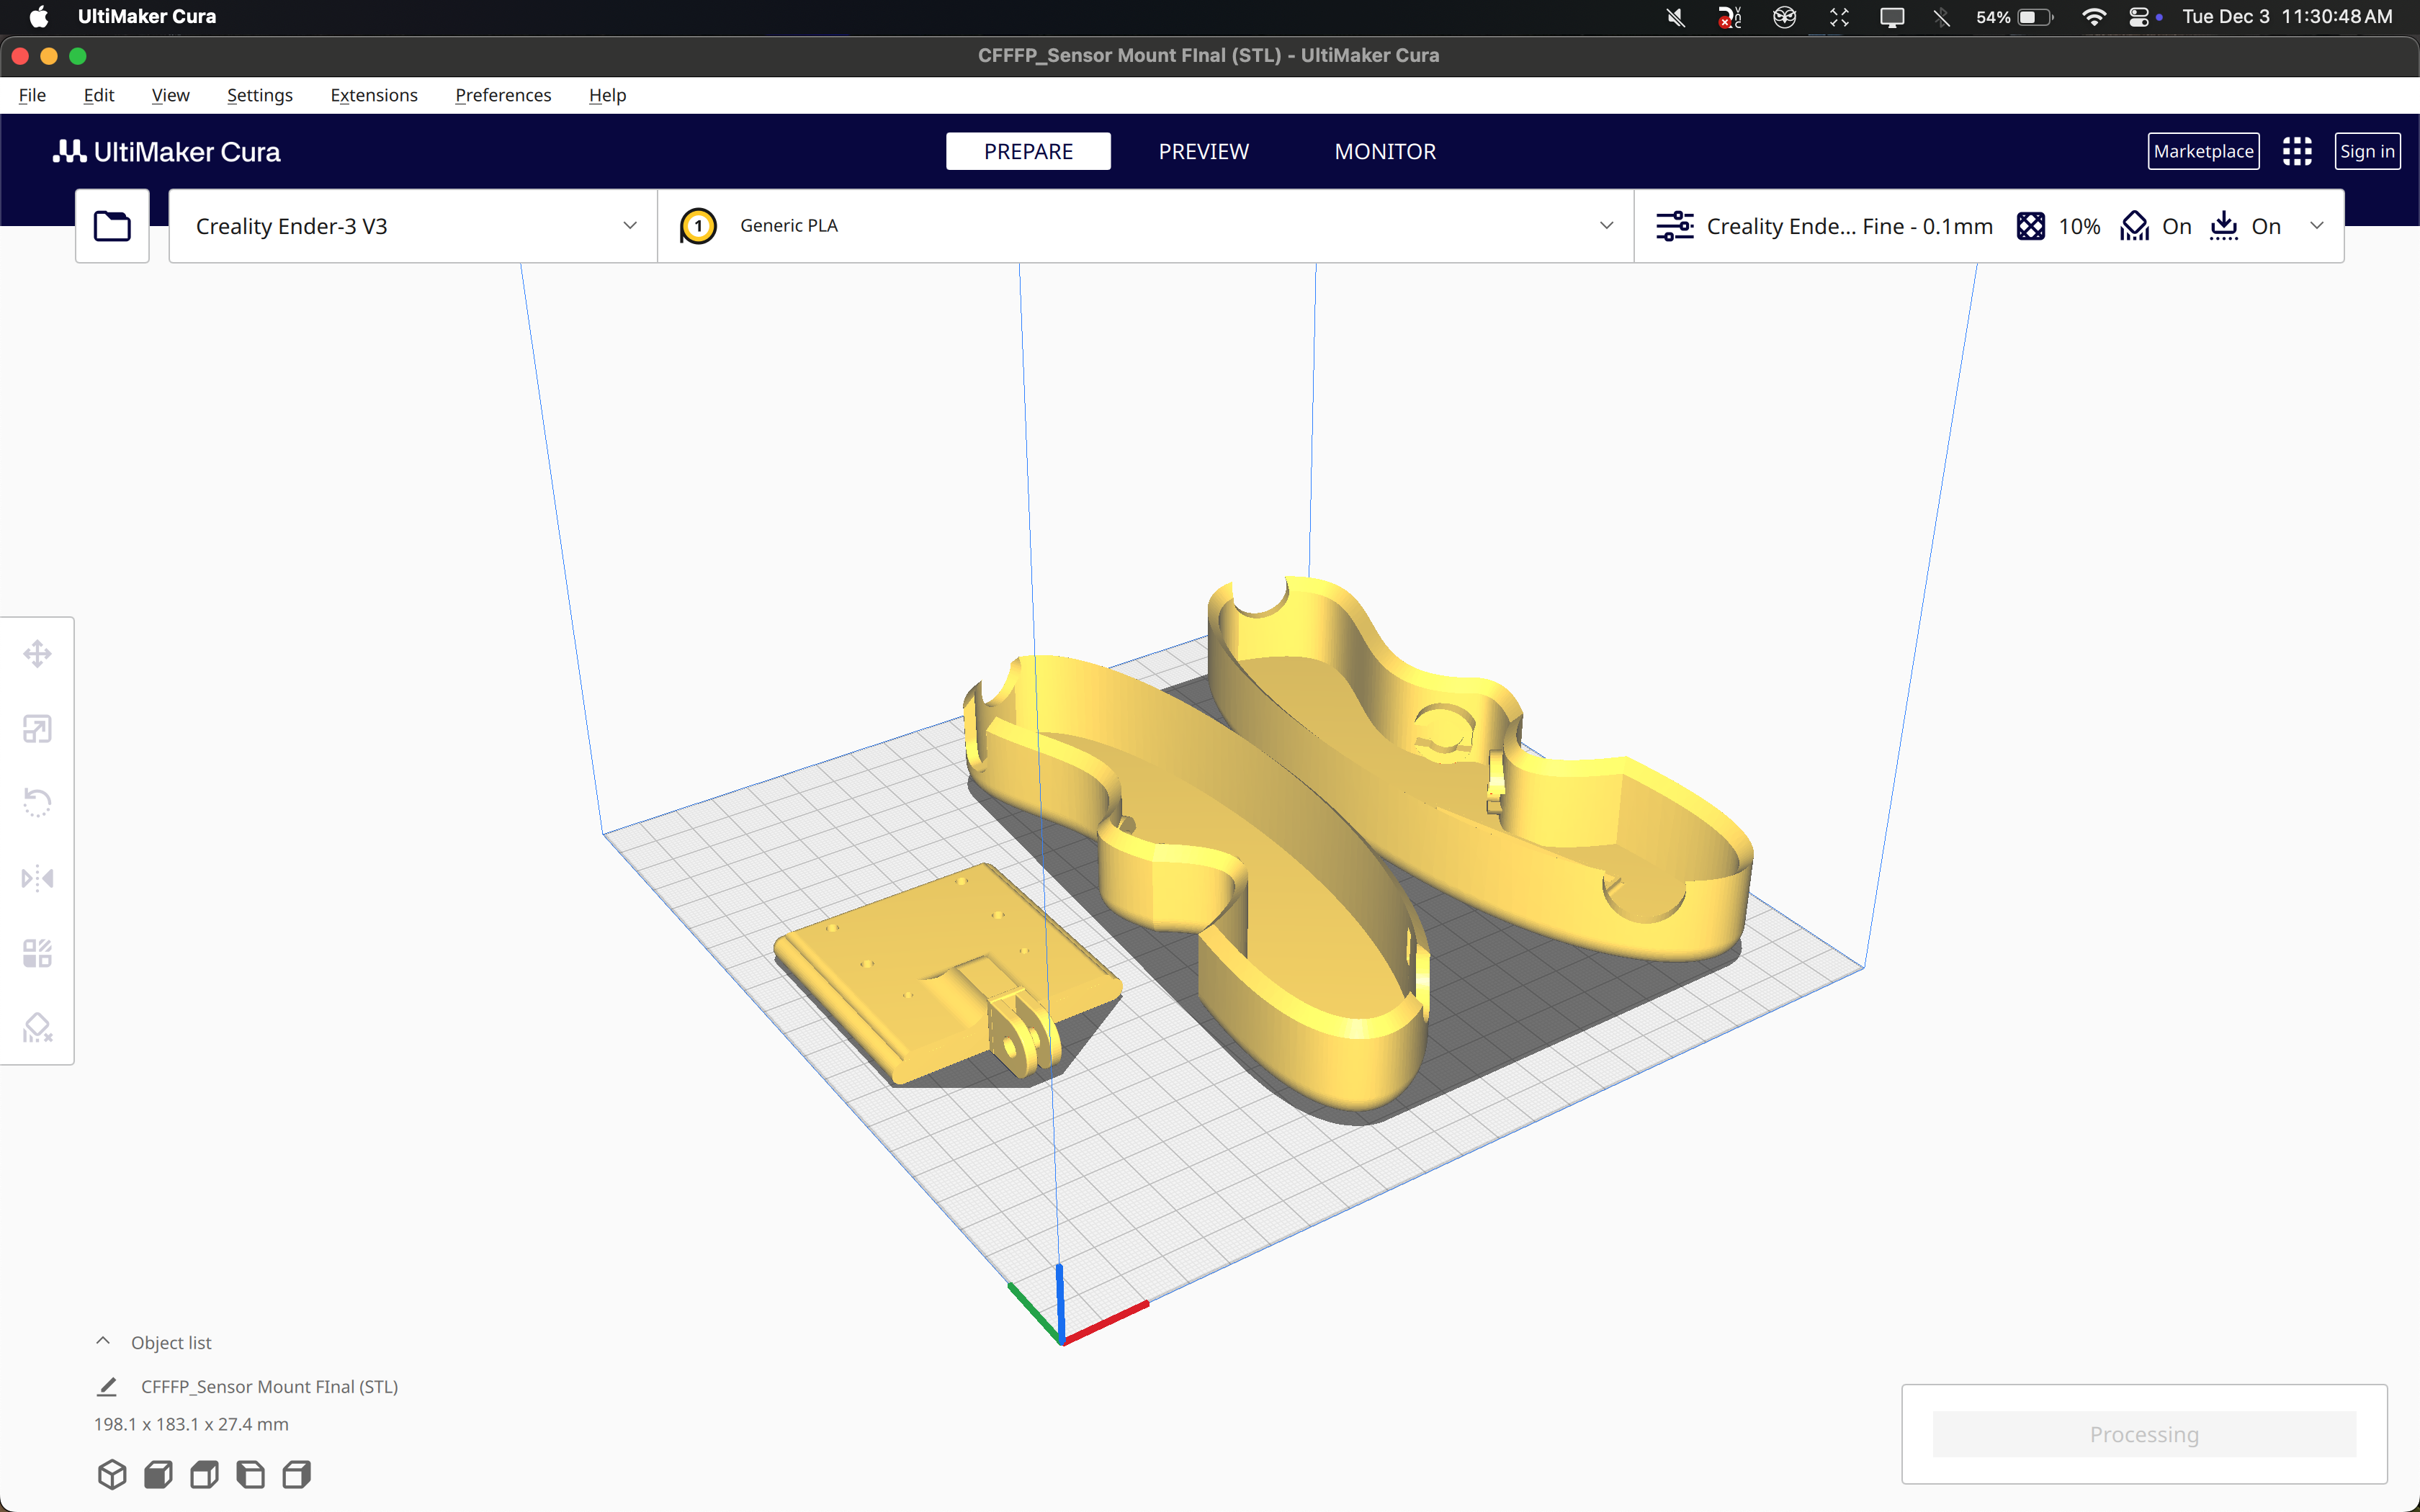 UltiMaker Cura
54%
Tue Dec 3 11:30:48 AM
CFFFP_Sensor Mount FInal (STL) - UltiMaker Cura
File Edit View Settings Extensions Preferences Help
UltiMaker Cura
PREPARE PREVIEW MONITOR
Marketplace
Sign in
Creality Ender-3 V3
1
Generic PLA
Creality Ende... Fine - 0.1mm
10%
On
On
Object list
CFFFP_Sensor Mount FInal (STL)
198.1 x 183.1 x 27.4 mm
Processing